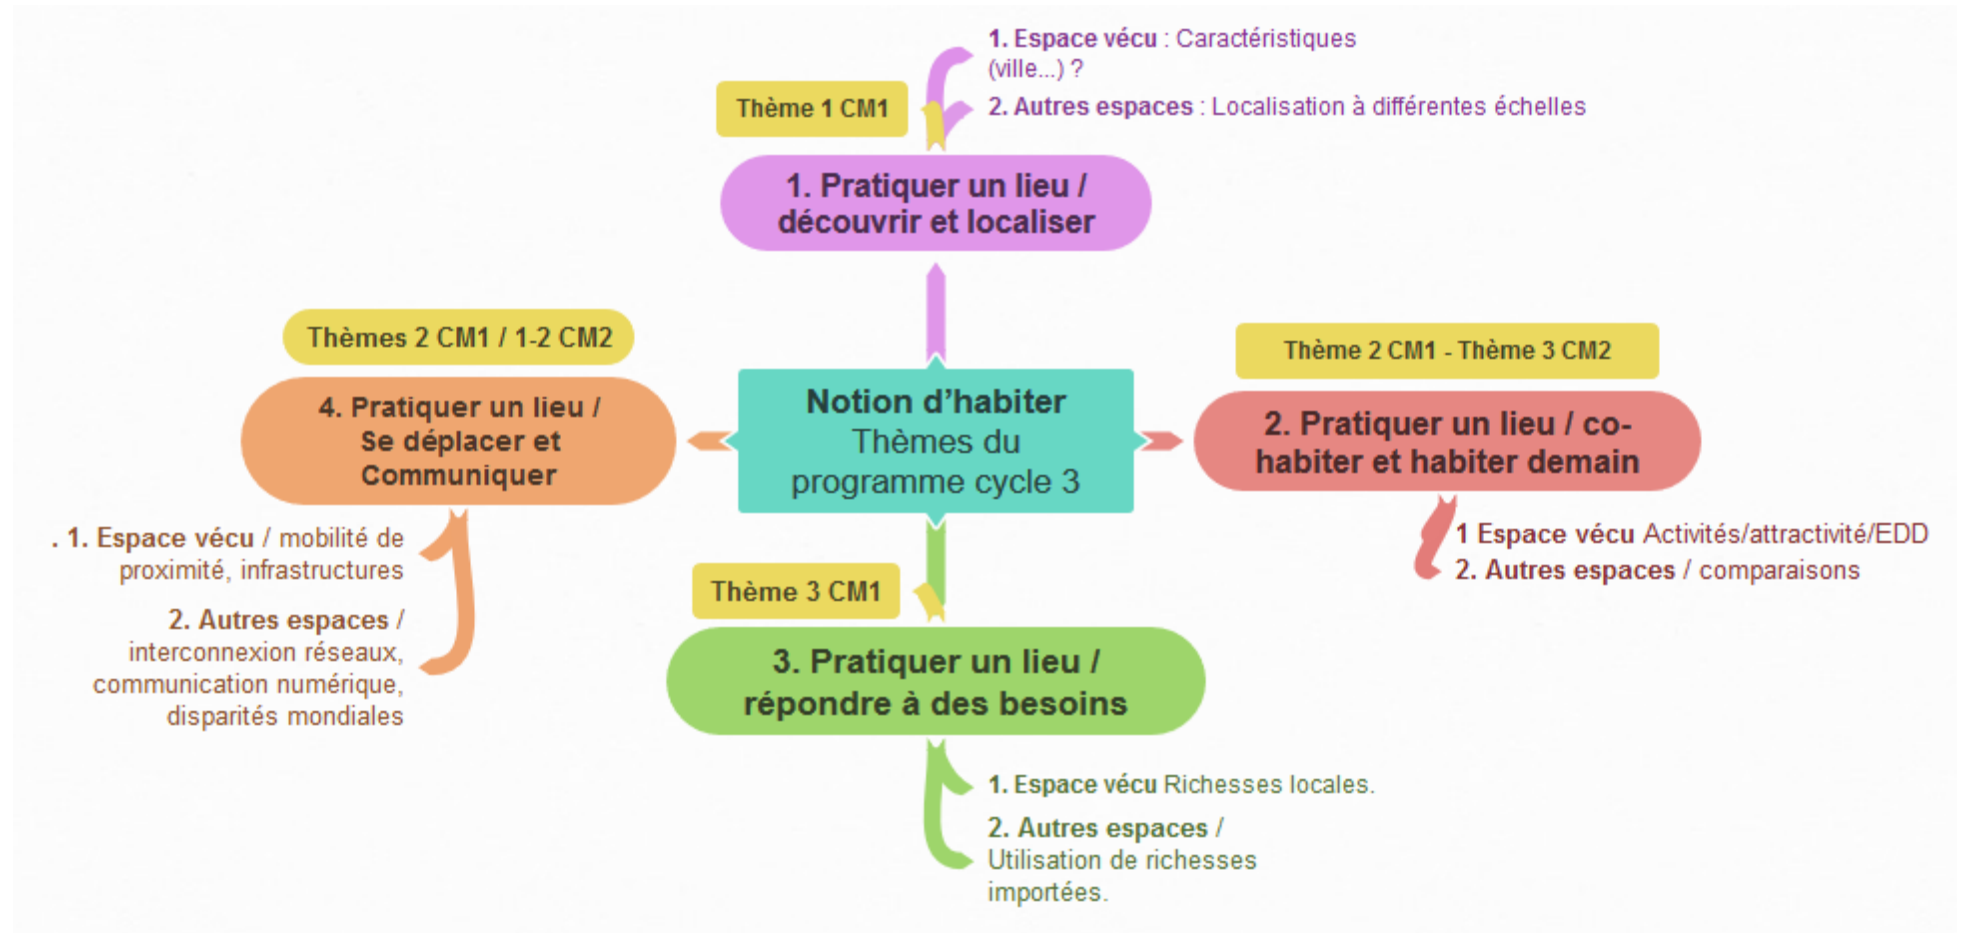 1. Espace vécu : Caractéristiques
(ville...) ?
2. Autres espaces : Localisation à différentes échelles
Thème 1 CM1
1. Pratiquer un lieu /
découvrir et localiser
Thèmes 2 CM1 / 1-2 CM2
4. Pratiquer un lieu /
Se déplacer et
Communiquer
. 1. Espace vécu / mobilité de
proximité, infrastructures
2. Autres espaces /
interconnexion réseaux,
communication numérique,
disparités mondiales
Notion d'habiter
Thèmes du
programme cycle 3
Thème 2 CM1 - Thème 3 CM2
2. Pratiquer un lieu / co-
habiter et habiter demain
1 Espace vécu Activités/attractivité/EDD
2. Autres espaces / comparaisons
Thème 3 CM1
3. Pratiquer un lieu /
répondre à des besoins
1. Espace vécu Richesses locales.
2. Autres espaces /
Utilisation de richesses
importées.